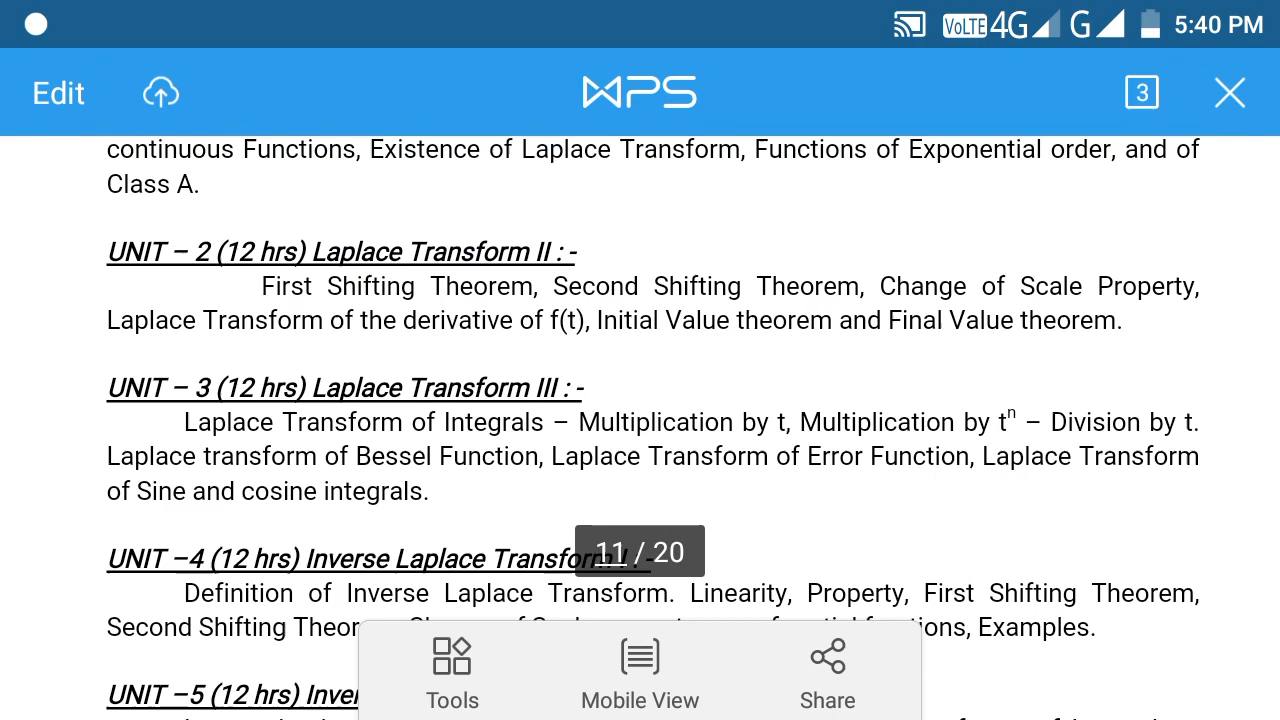 VoLTE 4G G 5:40 PM
Edit WPS 3
continuous Functions, Existence of Laplace Transform, Functions of Exponential order, and of
Class A.
UNIT – 2 (12 hrs) Laplace Transform II : -
First Shifting Theorem, Second Shifting Theorem, Change of Scale Property,
Laplace Transform of the derivative of f(t), Initial Value theorem and Final Value theorem.
UNIT – 3 (12 hrs) Laplace Transform III : -
Laplace Transform of Integrals – Multiplication by t, Multiplication by tⁿ – Division by t.
Laplace transform of Bessel Function, Laplace Transform of Error Function, Laplace Transform
of Sine and cosine integrals.
UNIT –4 (12 hrs) Inverse Laplace Transform I : -
11 / 20
Definition of Inverse Laplace Transform. Linearity, Property, First Shifting Theorem,
Second Shifting Examples.
UNIT –5 (12 hrs)
Tools Mobile View Share